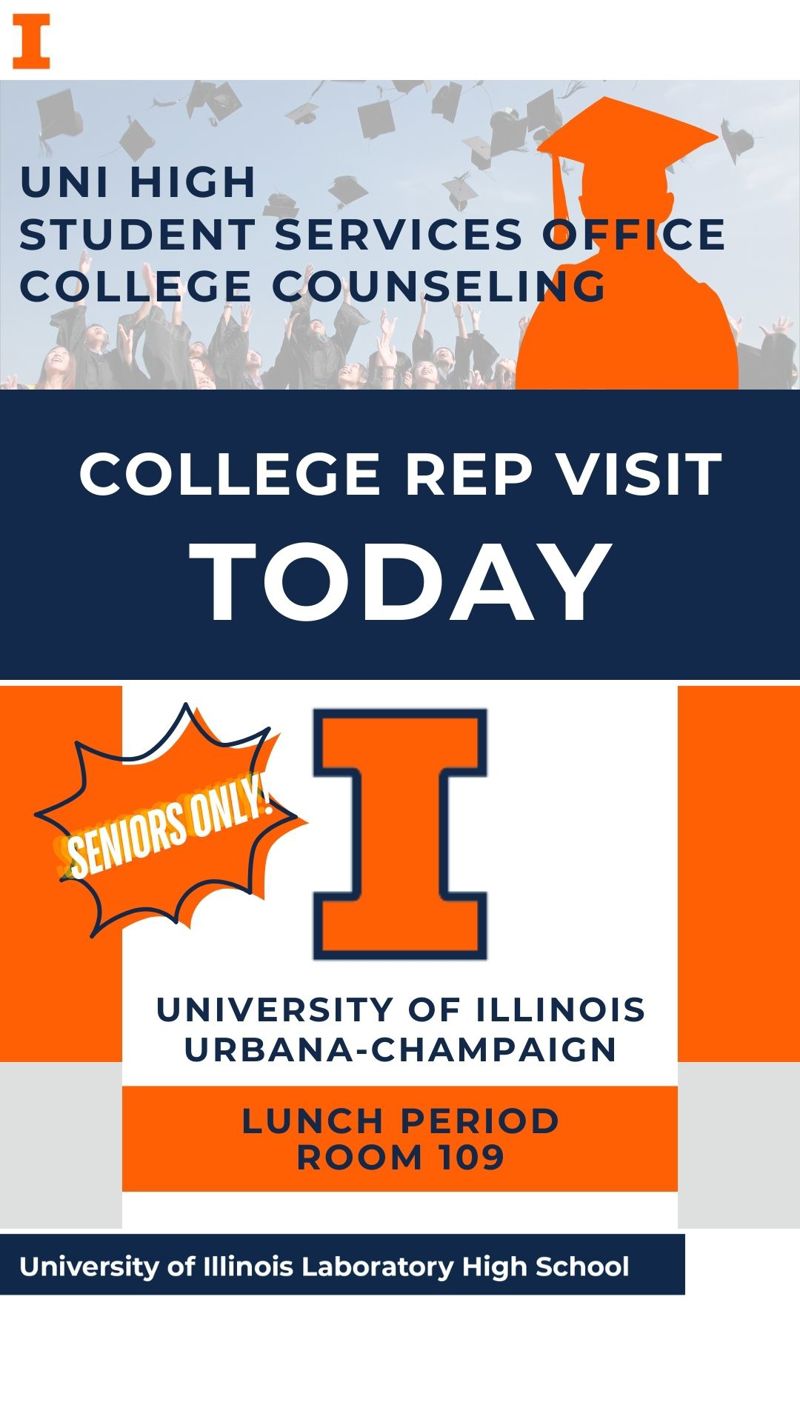 UNI HIGH
STUDENT SERVICES OFFICE
COLLEGE COUNSELING
COLLEGE REP VISIT
TODAY
SENIORS ONLY!
UNIVERSITY OF ILLINOIS
URBANA-CHAMPAIGN
LUNCH PERIOD
ROOM 109
University of Illinois Laboratory High School